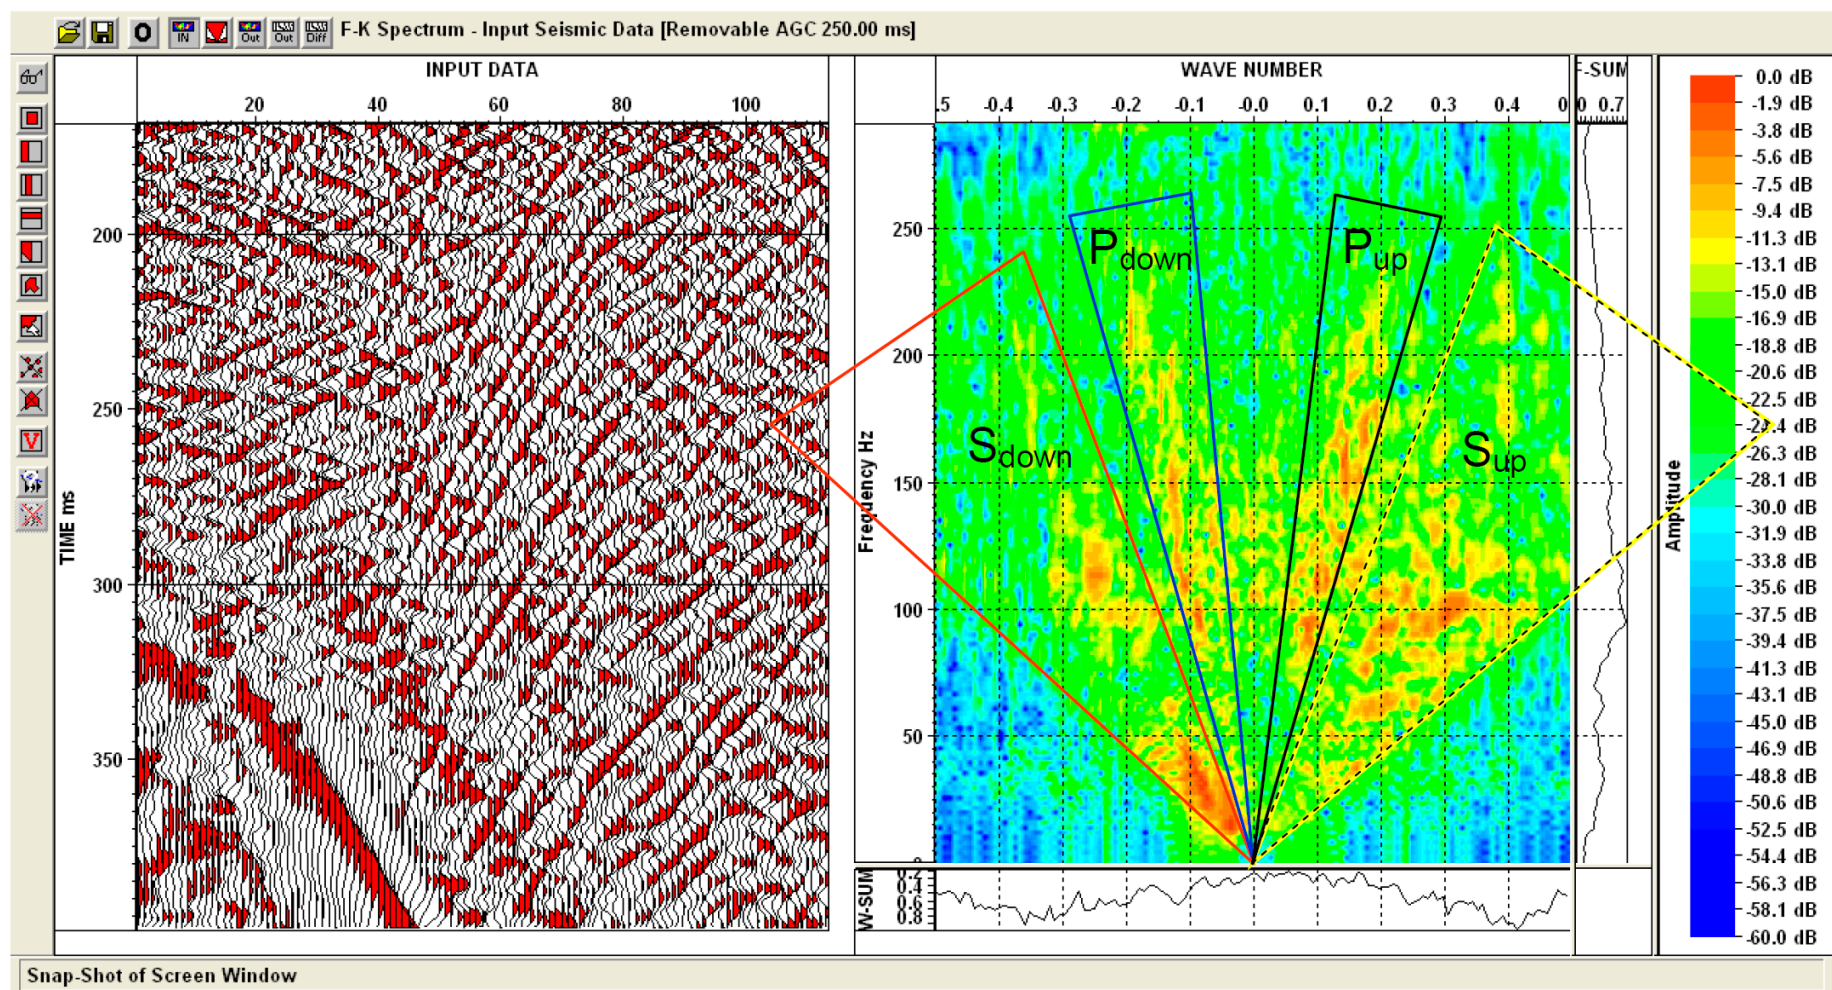 O IN Out Out Diff F-K Spectrum - Input Seismic Data [Removable AGC 250.00 ms]
INPUT DATA
20 40 60 80 100
TIME ms
200
250
300
350
WAVE NUMBER
.5 -0.4 -0.3 -0.2 -0.1 -0.0 0.1 0.2 0.3 0.4 0
Frequency Hz
250
200
150
100
50
0
Pdown
Pup
Sdown
Sup
W-SUM
0.2
0.4
0.6
0.8
F-SUM
0 0.7
V
Amplitude
0.0 dB
-1.9 dB
-3.8 dB
-5.6 dB
-7.5 dB
-9.4 dB
-11.3 dB
-13.1 dB
-15.0 dB
-16.9 dB
-18.8 dB
-20.6 dB
22.5 dB
-24.4 dB
-26.3 dB
-28.1 dB
-30.0 dB
-31.9 dB
-33.8 dB
-35.6 dB
-37.5 dB
-39.4 dB
-41.3 dB
-43.1 dB
-45.0 dB
-46.9 dB
-48.8 dB
-50.6 dB
-52.5 dB
-54.4 dB
-56.3 dB
-58.1 dB
-60.0 dB
Snap-Shot of Screen Window